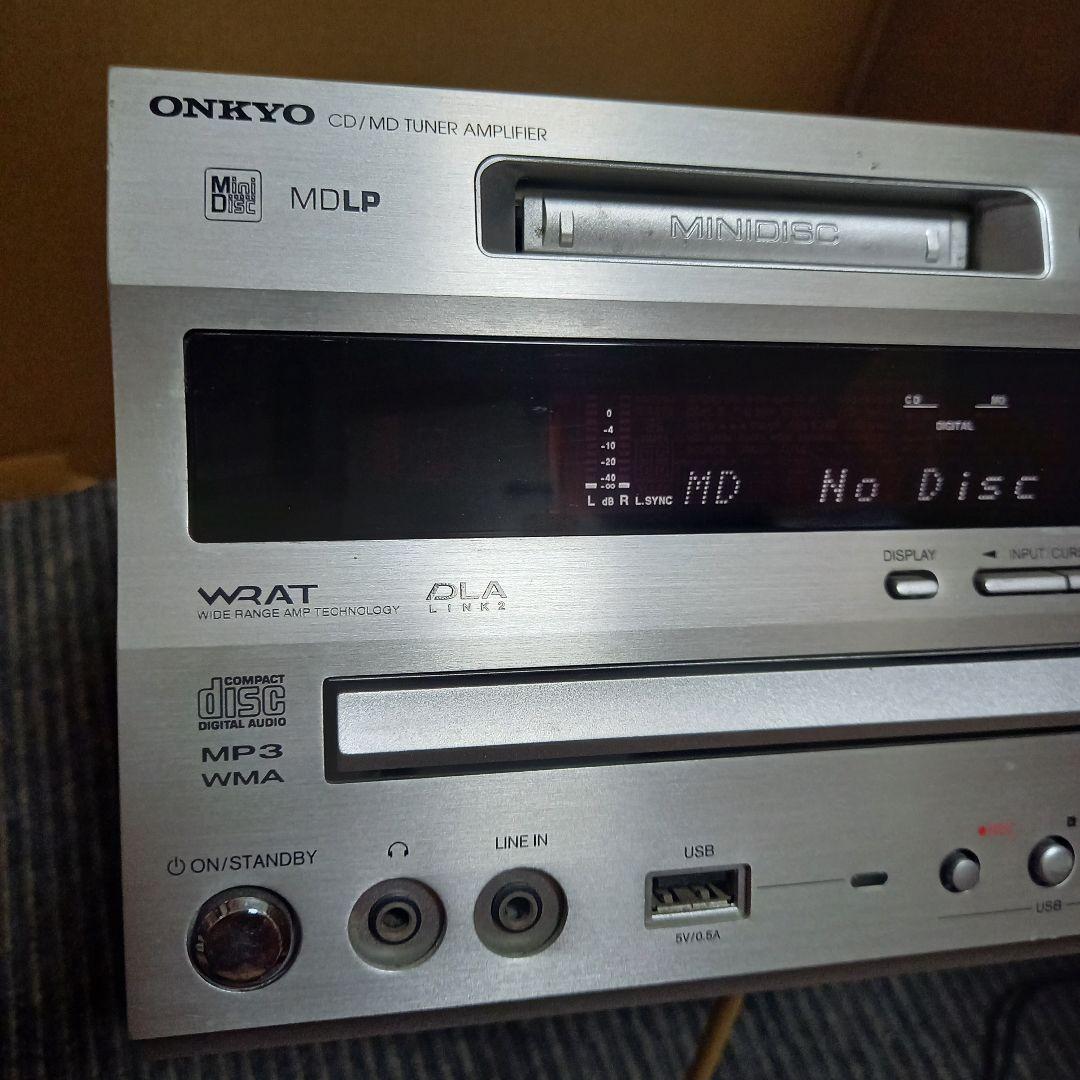 ONKYO CD/MD TUNER AMPLIFIER
Mini Disc MDLP
MINIDISC
CD MD
DIGITAL
0
-4
-10
-20
-40
-∞
L dB R L.SYNC MD No Disc
DISPLAY ◄ INPUT/CURS
WRAT
WIDE RANGE AMP TECHNOLOGY
DLA
LINK2
COMPACT
disc
DIGITAL AUDIO
MP3
WMA
ON/STANDBY
LINE IN
USB
5V/0.5A
REC
USB